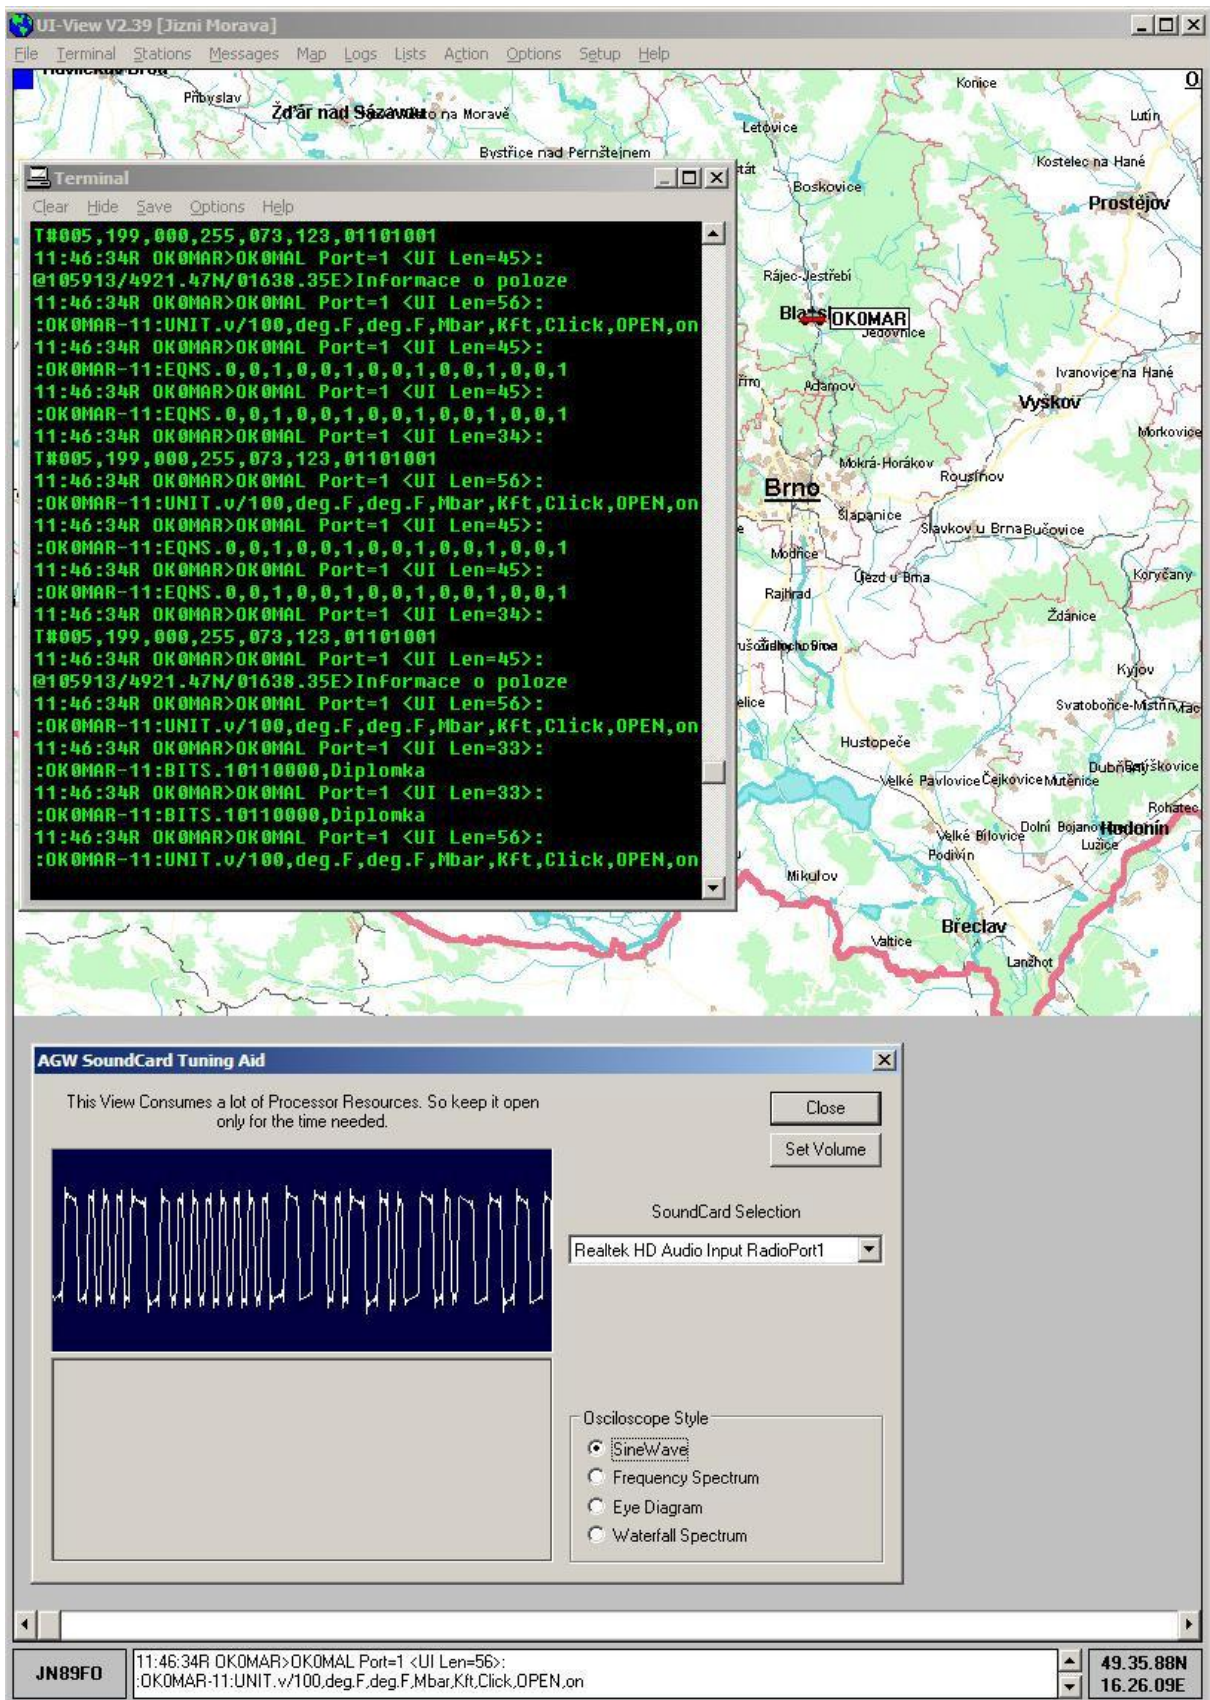 UI-View V2.39 [Jizni Morava]
File Terminal Stations Messages Map Logs Lists Action Options Setup Help
Přibyslav
Žďár nad Sázavou
na Moravě
Bystřice nad Pernštejnem
Letovice
Konice
Lutín
Kostelec na Hané
Boskovice
Prostějov
Terminal
Clear Hide Save Options Help
T#005,199,000,255,073,123,01101001
11:46:34R OK0MAR>OK0MAL Port=1 <UI Len=45>:
@105913/4921.47N/01638.35E>Informace o poloze
11:46:34R OK0MAR>OK0MAL Port=1 <UI Len=56>:
:OK0MAR-11:UNIT.v/100,deg.F,deg.F,Mbar,Kft,Click,OPEN,on
11:46:34R OK0MAR>OK0MAL Port=1 <UI Len=45>:
:OK0MAR-11:EQNS.0,0,1,0,0,1,0,0,1,0,0,1,0,0,1
11:46:34R OK0MAR>OK0MAL Port=1 <UI Len=45>:
:OK0MAR-11:EQNS.0,0,1,0,0,1,0,0,1,0,0,1,0,0,1
11:46:34R OK0MAR>OK0MAL Port=1 <UI Len=34>:
T#005,199,000,255,073,123,01101001
11:46:34R OK0MAR>OK0MAL Port=1 <UI Len=56>:
:OK0MAR-11:UNIT.v/100,deg.F,deg.F,Mbar,Kft,Click,OPEN,on
11:46:34R OK0MAR>OK0MAL Port=1 <UI Len=45>:
:OK0MAR-11:EQNS.0,0,1,0,0,1,0,0,1,0,0,1,0,0,1
11:46:34R OK0MAR>OK0MAL Port=1 <UI Len=45>:
:OK0MAR-11:EQNS.0,0,1,0,0,1,0,0,1,0,0,1,0,0,1
11:46:34R OK0MAR>OK0MAL Port=1 <UI Len=34>:
T#005,199,000,255,073,123,01101001
11:46:34R OK0MAR>OK0MAL Port=1 <UI Len=45>:
@105913/4921.47N/01638.35E>Informace o poloze
11:46:34R OK0MAR>OK0MAL Port=1 <UI Len=56>:
:OK0MAR-11:UNIT.v/100,deg.F,deg.F,Mbar,Kft,Click,OPEN,on
11:46:34R OK0MAR>OK0MAL Port=1 <UI Len=33>:
:OK0MAR-11:BITS.10110000,Diplomka
11:46:34R OK0MAR>OK0MAL Port=1 <UI Len=33>:
:OK0MAR-11:BITS.10110000,Diplomka
11:46:34R OK0MAR>OK0MAL Port=1 <UI Len=56>:
:OK0MAR-11:UNIT.v/100,deg.F,deg.F,Mbar,Kft,Click,OPEN,on
Rájec-Jestřebí
OK0MAR
Jedovnice
Ivanovice na Hané
Adamov
Vyškov
Morkovice
Mokrá-Horákov
Rousínov
Brno
Šlapanice
Slavkov u Brna
Bučovice
Modřice
Újezd u Brna
Koryčany
Rajhrad
Ždánice
Kyjov
Hustopeče
Velké Pavlovice
Čejkovice
Mutěnice
Rohatec
Hodonín
Velké Bílovice
Lužice
Podivín
Mikulov
Břeclav
Valtice
Lanžhot
AGW SoundCard Tuning Aid
This View Consumes a lot of Processor Resources. So keep it open
only for the time needed.
Close
Set Volume
SoundCard Selection
Realtek HD Audio Input RadioPort1
Osciloscope Style
SineWave
Frequency Spectrum
Eye Diagram
Waterfall Spectrum
JN89FO
11:46:34R OK0MAR>OK0MAL Port=1 <UI Len=56>:
:OK0MAR-11:UNIT.v/100,deg.F,deg.F,Mbar,Kft,Click,OPEN,on
49.35.88N
16.26.09E